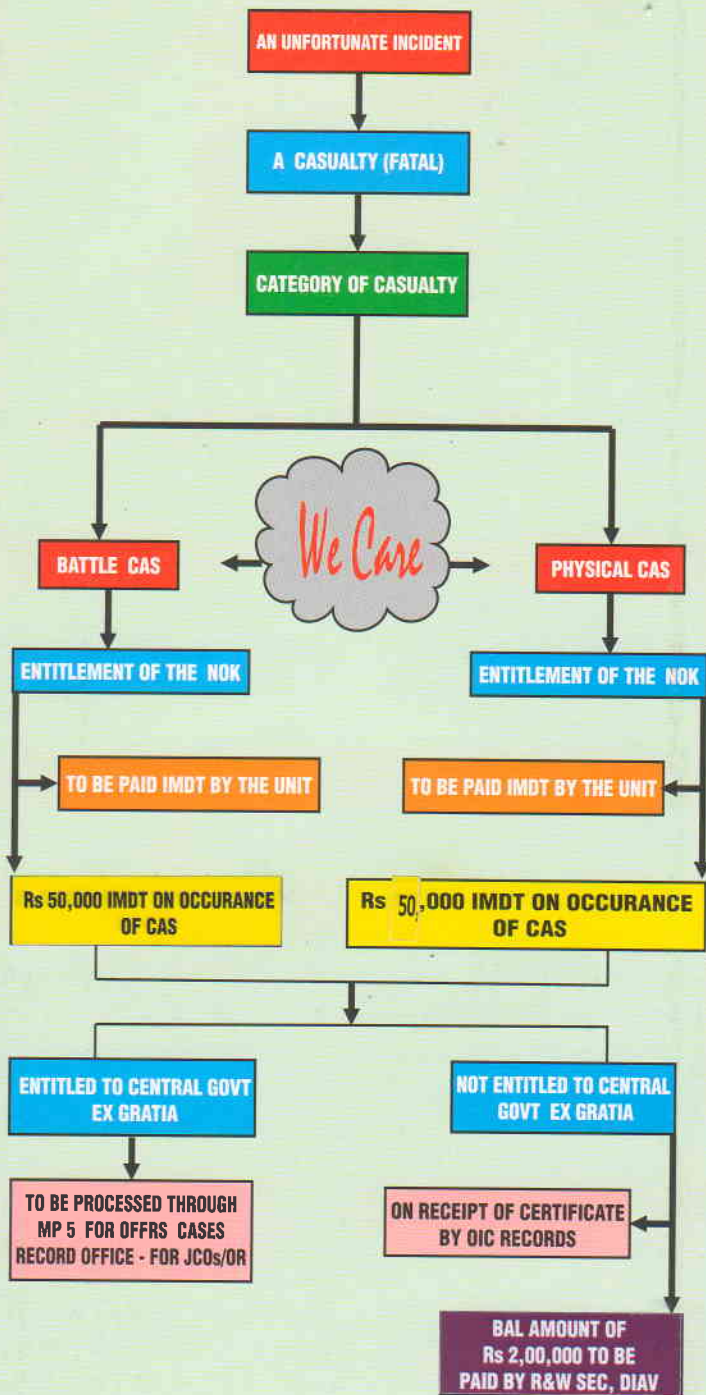 AN UNFORTUNATE INCIDENT
A CASUALTY (FATAL)
CATEGORY OF CASUALTY
We Care
BATTLE CAS
PHYSICAL CAS
ENTITLEMENT OF THE NOK
ENTITLEMENT OF THE NOK
TO BE PAID IMDT BY THE UNIT
TO BE PAID IMDT BY THE UNIT
Rs 50,000 IMDT ON OCCURANCE
OF CAS
Rs 50,,000 IMDT ON OCCURANCE
OF CAS
ENTITLED TO CENTRAL GOVT
EX GRATIA
NOT ENTITLED TO CENTRAL
GOVT EX GRATIA
TO BE PROCESSED THROUGH
MP 5 FOR OFFRS CASES
RECORD OFFICE - FOR JCOs/OR
ON RECEIPT OF CERTIFICATE
BY OIC RECORDS
BAL AMOUNT OF
Rs 2,00,000 TO BE
PAID BY R&W SEC, DIAV